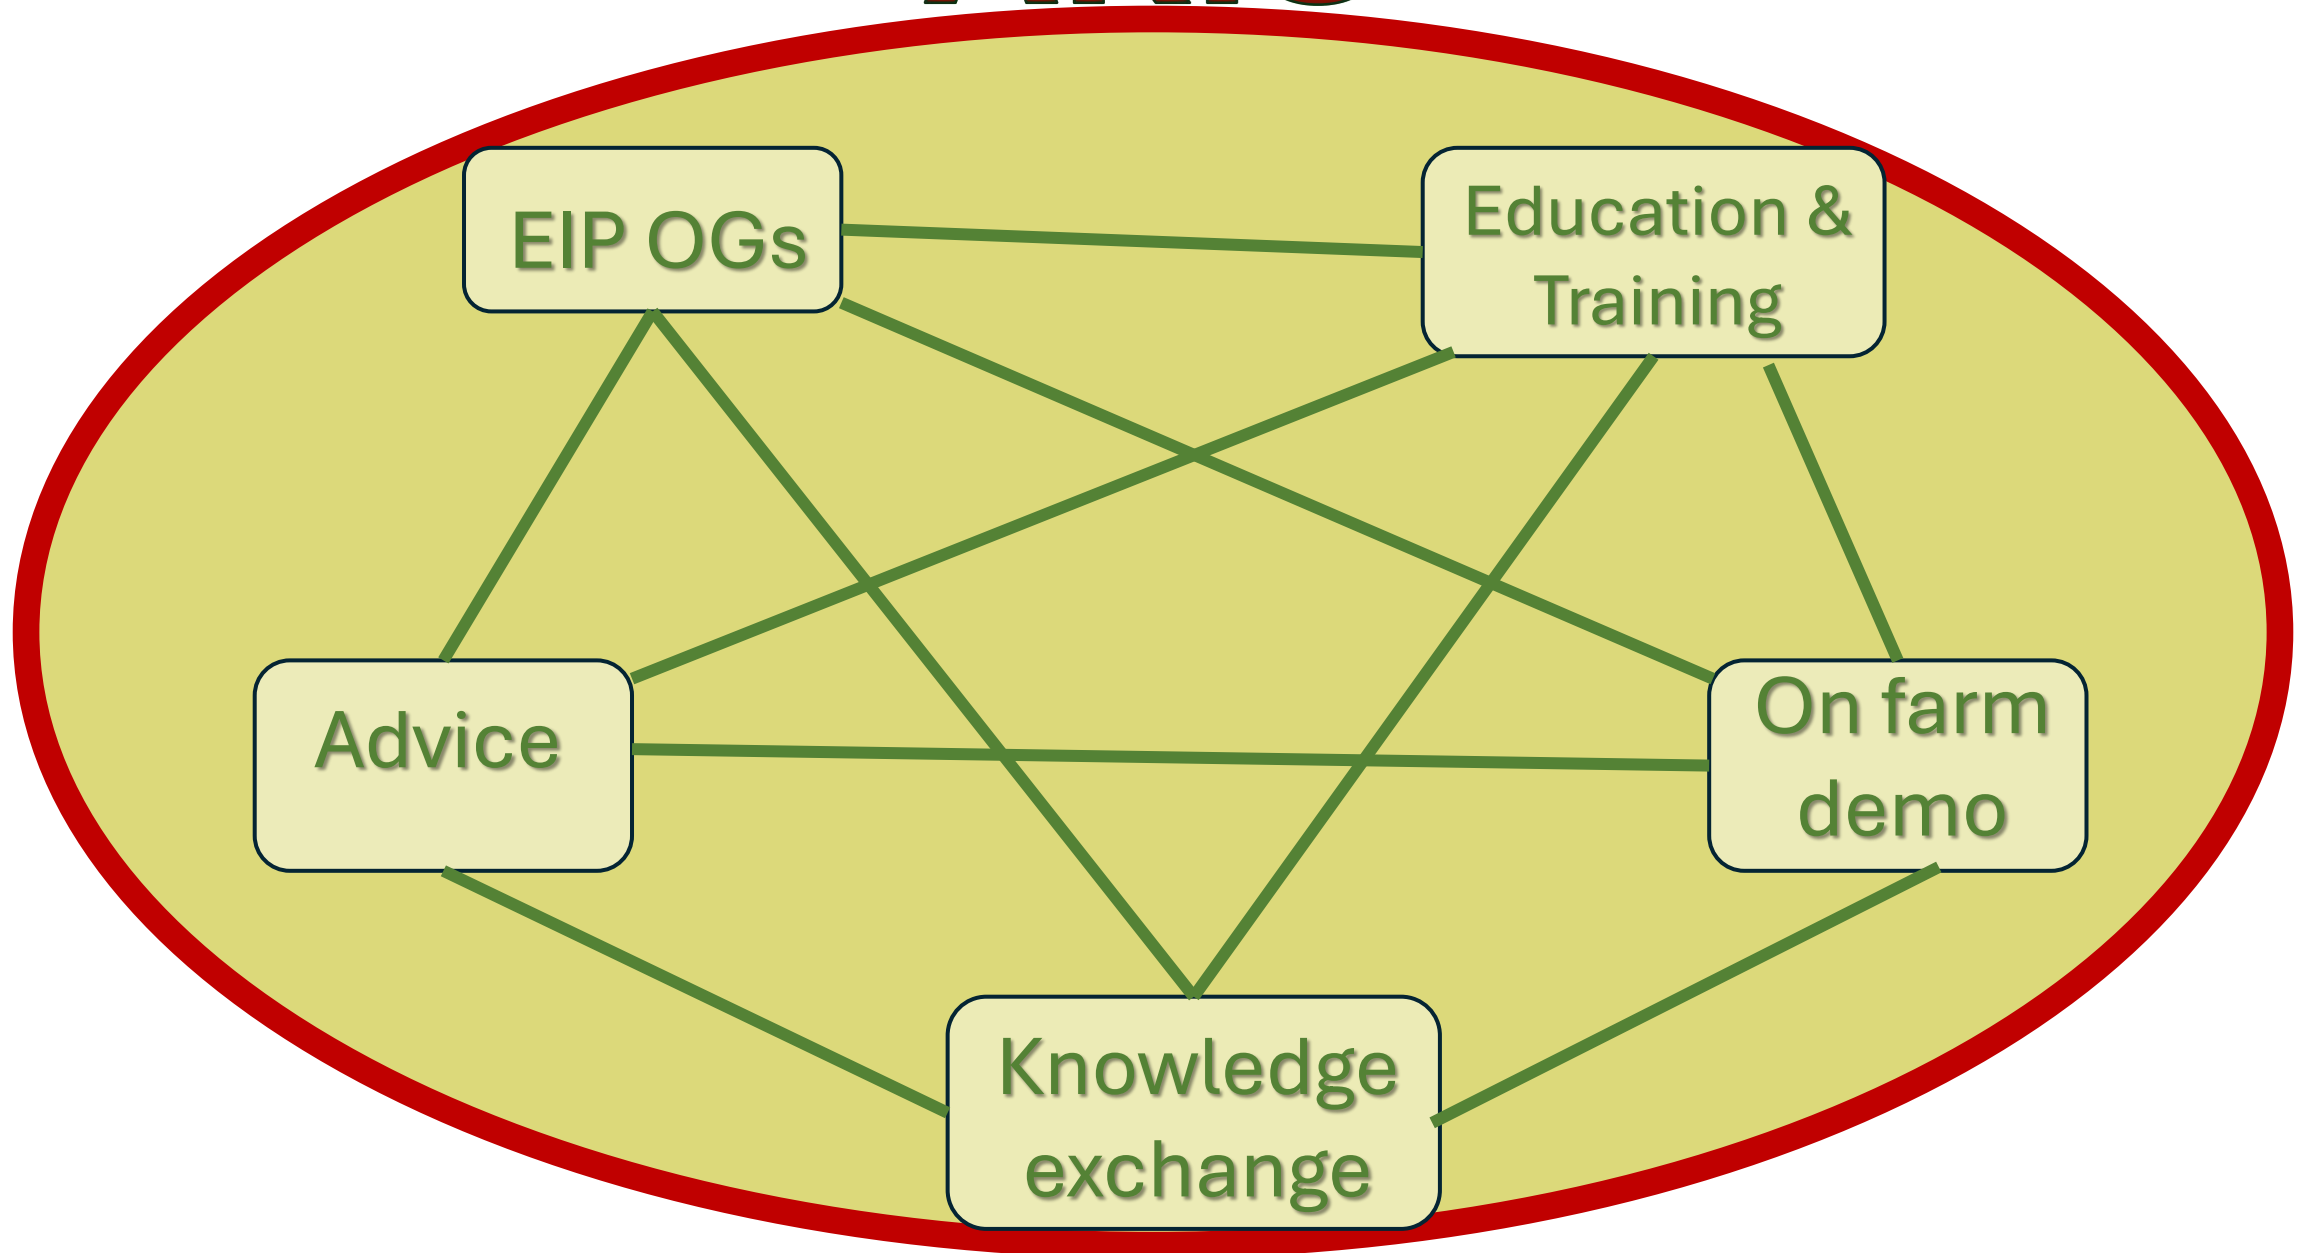 EIP OGs
Education &
Training
Advice
On farm
demo
Knowledge
exchange